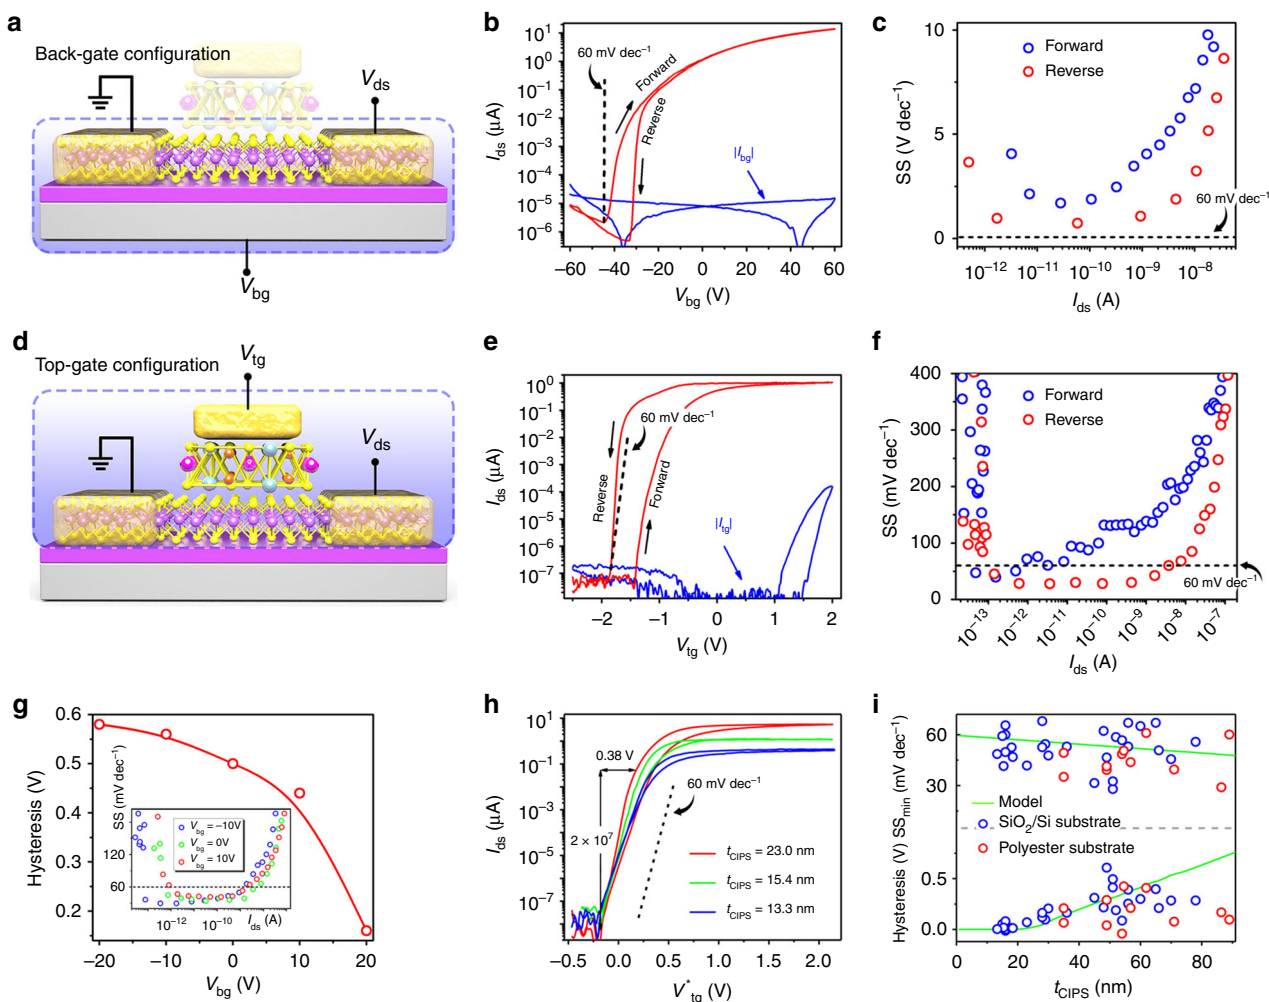 a
Back-gate configuration
V_ds
V_bg
b
60 mV dec⁻¹
Forward
Reverse
|I_bg|
I_ds (μA)
10¹
10⁰
10⁻¹
10⁻²
10⁻³
10⁻⁴
10⁻⁵
10⁻⁶
−60 −40 −20 0 20 40 60
V_bg (V)
c
Forward
Reverse
60 mV dec⁻¹
SS (V dec⁻¹)
10
5
0
10⁻¹² 10⁻¹¹ 10⁻¹⁰ 10⁻⁹ 10⁻⁸
I_ds (A)
d
Top-gate configuration
V_tg
V_ds
e
60 mV dec⁻¹
Reverse
Forward
|I_tg|
I_ds (μA)
10⁰
10⁻¹
10⁻²
10⁻³
10⁻⁴
10⁻⁵
10⁻⁶
10⁻⁷
−2 −1 0 1 2
V_tg (V)
f
Forward
Reverse
60 mV dec⁻¹
SS (mV dec⁻¹)
400
300
200
100
0
10⁻¹³ 10⁻¹² 10⁻¹¹ 10⁻¹⁰ 10⁻⁹ 10⁻⁸ 10⁻⁷
I_ds (A)
g
Hysteresis (V)
0.6
0.5
0.4
0.3
0.2
−20 −10 0 10 20
V_bg (V)
SS (mV dec⁻¹)
120
60
V_bg = −10V
V_bg = 0V
V_bg = 10V
10⁻¹² 10⁻¹⁰ I_ds (A)
h
0.38 V
60 mV dec⁻¹
2 × 10⁷
t_CIPS = 23.0 nm
t_CIPS = 15.4 nm
t_CIPS = 13.3 nm
I_ds (μA)
10¹
10⁻¹
10⁻³
10⁻⁵
10⁻⁷
−0.5 0.0 0.5 1.0 1.5 2.0
V*_tg (V)
i
Hysteresis (V) SS_min (mV dec⁻¹)
60
30
0.5
0.0
Model
SiO₂/Si substrate
Polyester substrate
0 20 40 60 80
t_CIPS (nm)